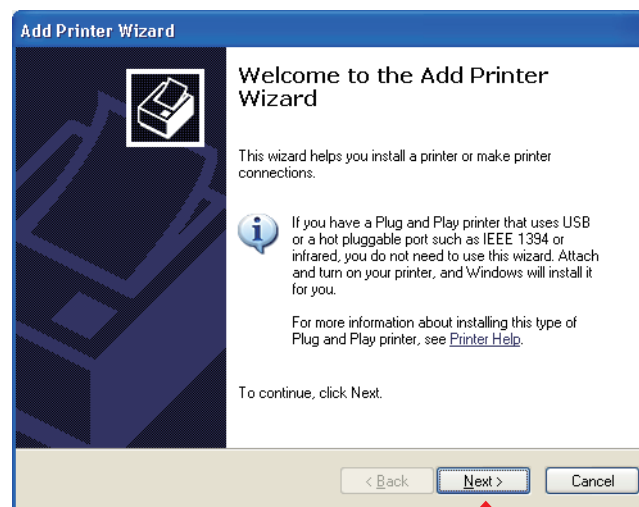 Add Printer Wizard
Welcome to the Add Printer
Wizard
This wizard helps you install a printer or make printer
connections.
If you have a Plug and Play printer that uses USB
or a hot pluggable port such as IEEE 1394 or
infrared, you do not need to use this wizard. Attach
and turn on your printer, and Windows will install it
for you.
For more information about installing this type of
Plug and Play printer, see Printer Help.
To continue, click Next.
< Back Next > Cancel